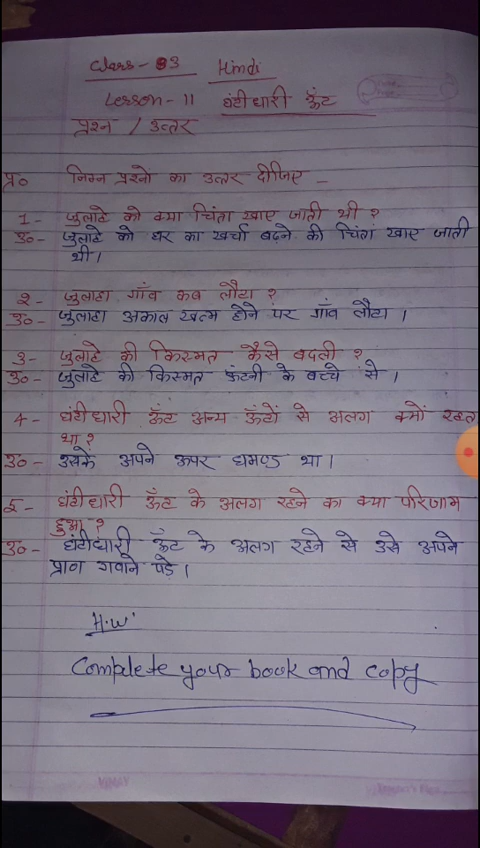 Class- 03 Hindi
Lesson - 11 घंटीधारी ऊँट
प्रश्न / उत्तर
प्र० निम्न प्रश्नो का उत्तर दीजिए -
1- जुलाहे को क्या चिंता खाए जाती थी ?
उ०- जुलाहे को घर का खर्चा बढ़ने की चिंता खाए जाती
थी।
2- जुलाहा गाँव कब लौटा ?
उ०- जुलाहा अकाल खत्म होने पर गाँव लौटा ।
3- जुलाहे की किस्मत कैसे बदली ?
उ०- जुलाहे की किस्मत ऊंटनी के बच्चे से ।
4- घंटीधारी ऊँट अन्य ऊँटों से अलग क्यों रहता
था ?
उ०- उसके अपने ऊपर घमण्ड था ।
5- घंटीधारी ऊँट के अलग रहने का क्या परिणाम
हुआ ?
उ०- घंटीधारी ऊँट के अलग रहने से उसे अपने
प्राण गवाने पड़े ।
H.W.
Complete your book and copy